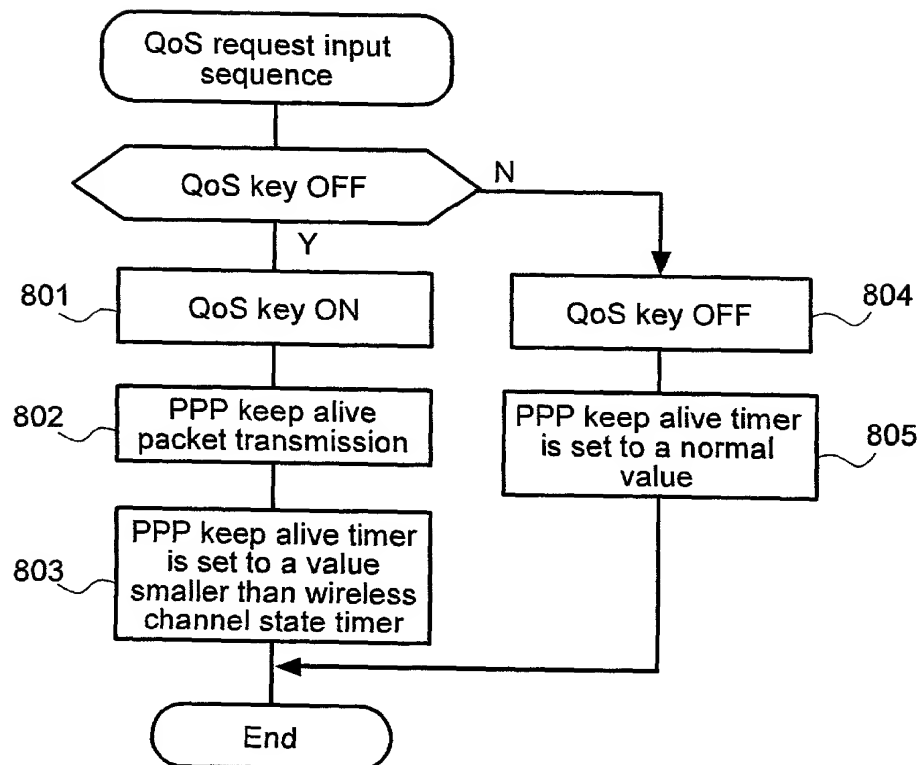 QoS request input
sequence
QoS key OFF
N
Y
801
QoS key ON
804
QoS key OFF
802
PPP keep alive
packet transmission
PPP keep alive timer
is set to a normal
value
805
803
PPP keep alive timer
is set to a value
smaller than wireless
channel state timer
End